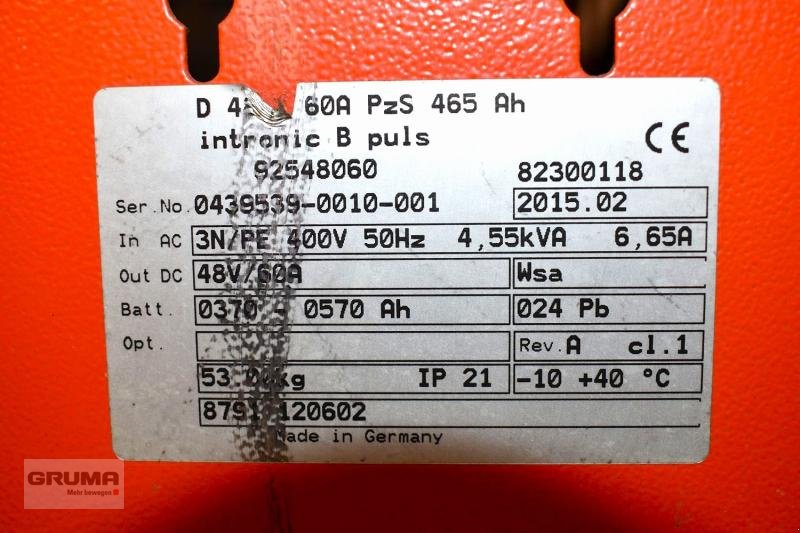 D 60A PzS 465 Ah
intronic B puls
92548060 82300118
Ser.No. 0439539-0010-001 2015.02
In AC 3N/PE 400V 50Hz 4,55kVA 6,65A
Out DC 48V/60A Wsa
Batt. 0370 - 0570 Ah 024 Pb
Opt. Rev. A cl.1
53.00kg IP 21 -10 +40 °C
120602
Made in Germany
GRUMA
Mehr bewegen
CE